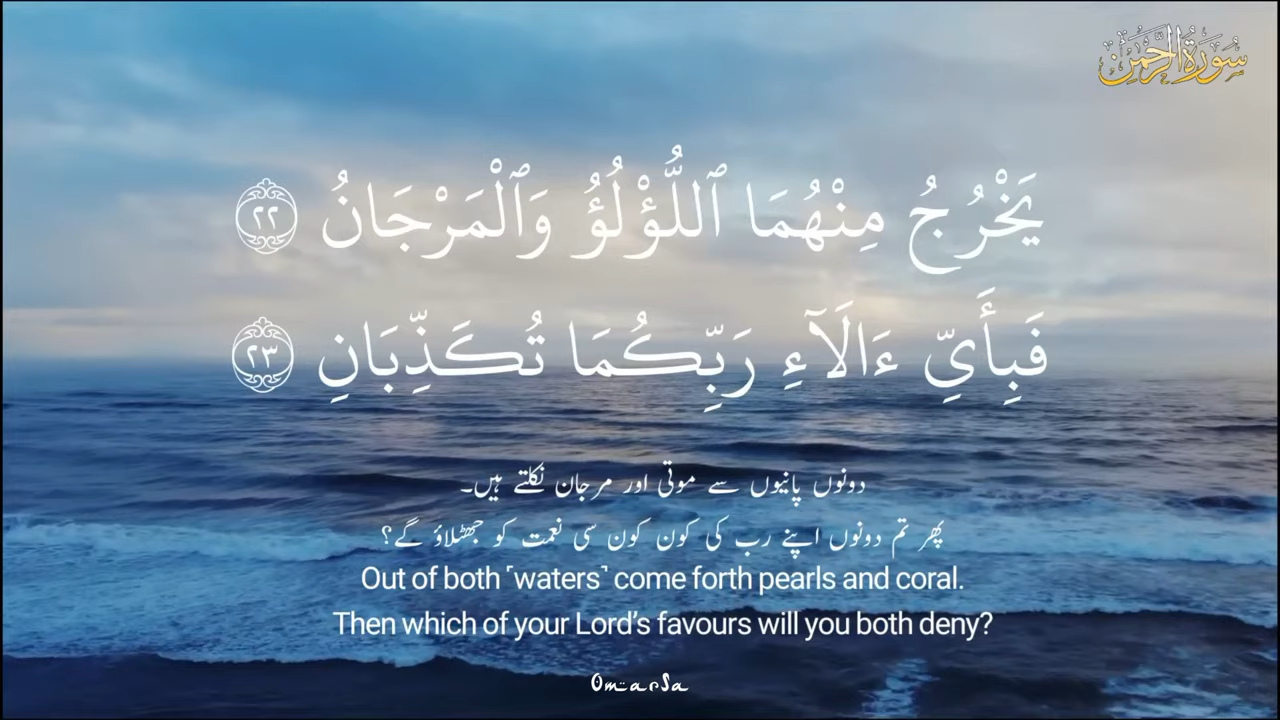 سُورَةُ الرَّحْمَٰن
يَخْرُجُ مِنْهُمَا ٱللُّؤْلُؤُ وَٱلْمَرْجَانُ ٢٢
فَبِأَىِّ ءَالَآءِ رَبِّكُمَا تُكَذِّبَانِ ٢٣
دونوں پانیوں سے موتی اور مرجان نکلتے ہیں۔
پھر تم دونوں اپنے رب کی کون کون سی نعمت کو جھٹلاؤ گے؟
Out of both ˹waters˺ come forth pearls and coral.
Then which of your Lord’s favours will you both deny?
OmarSa